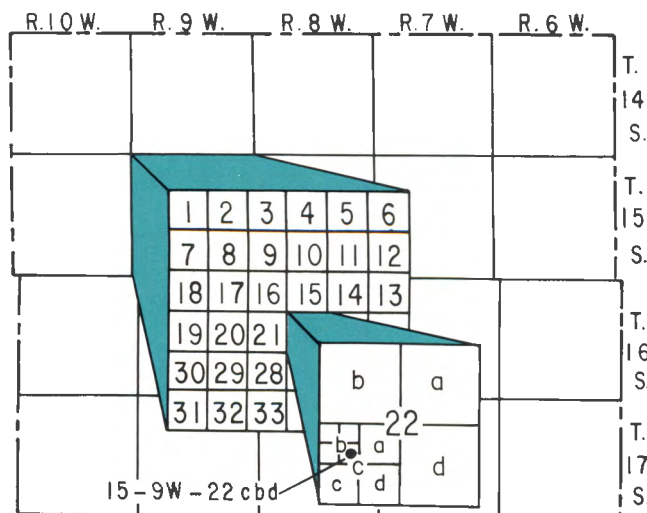 R.10 W. R.9 W. R.8 W. R.7 W. R.6 W.
T.
14
S.
T.
15
S.
T.
16
S.
T.
17
S.
1 2 3 4 5 6
7 8 9 10 11 12
18 17 16 15 14 13
19 20 21
30 29 28
31 32 33
b a
22
b a
c
d
c d
15-9W-22 cbd